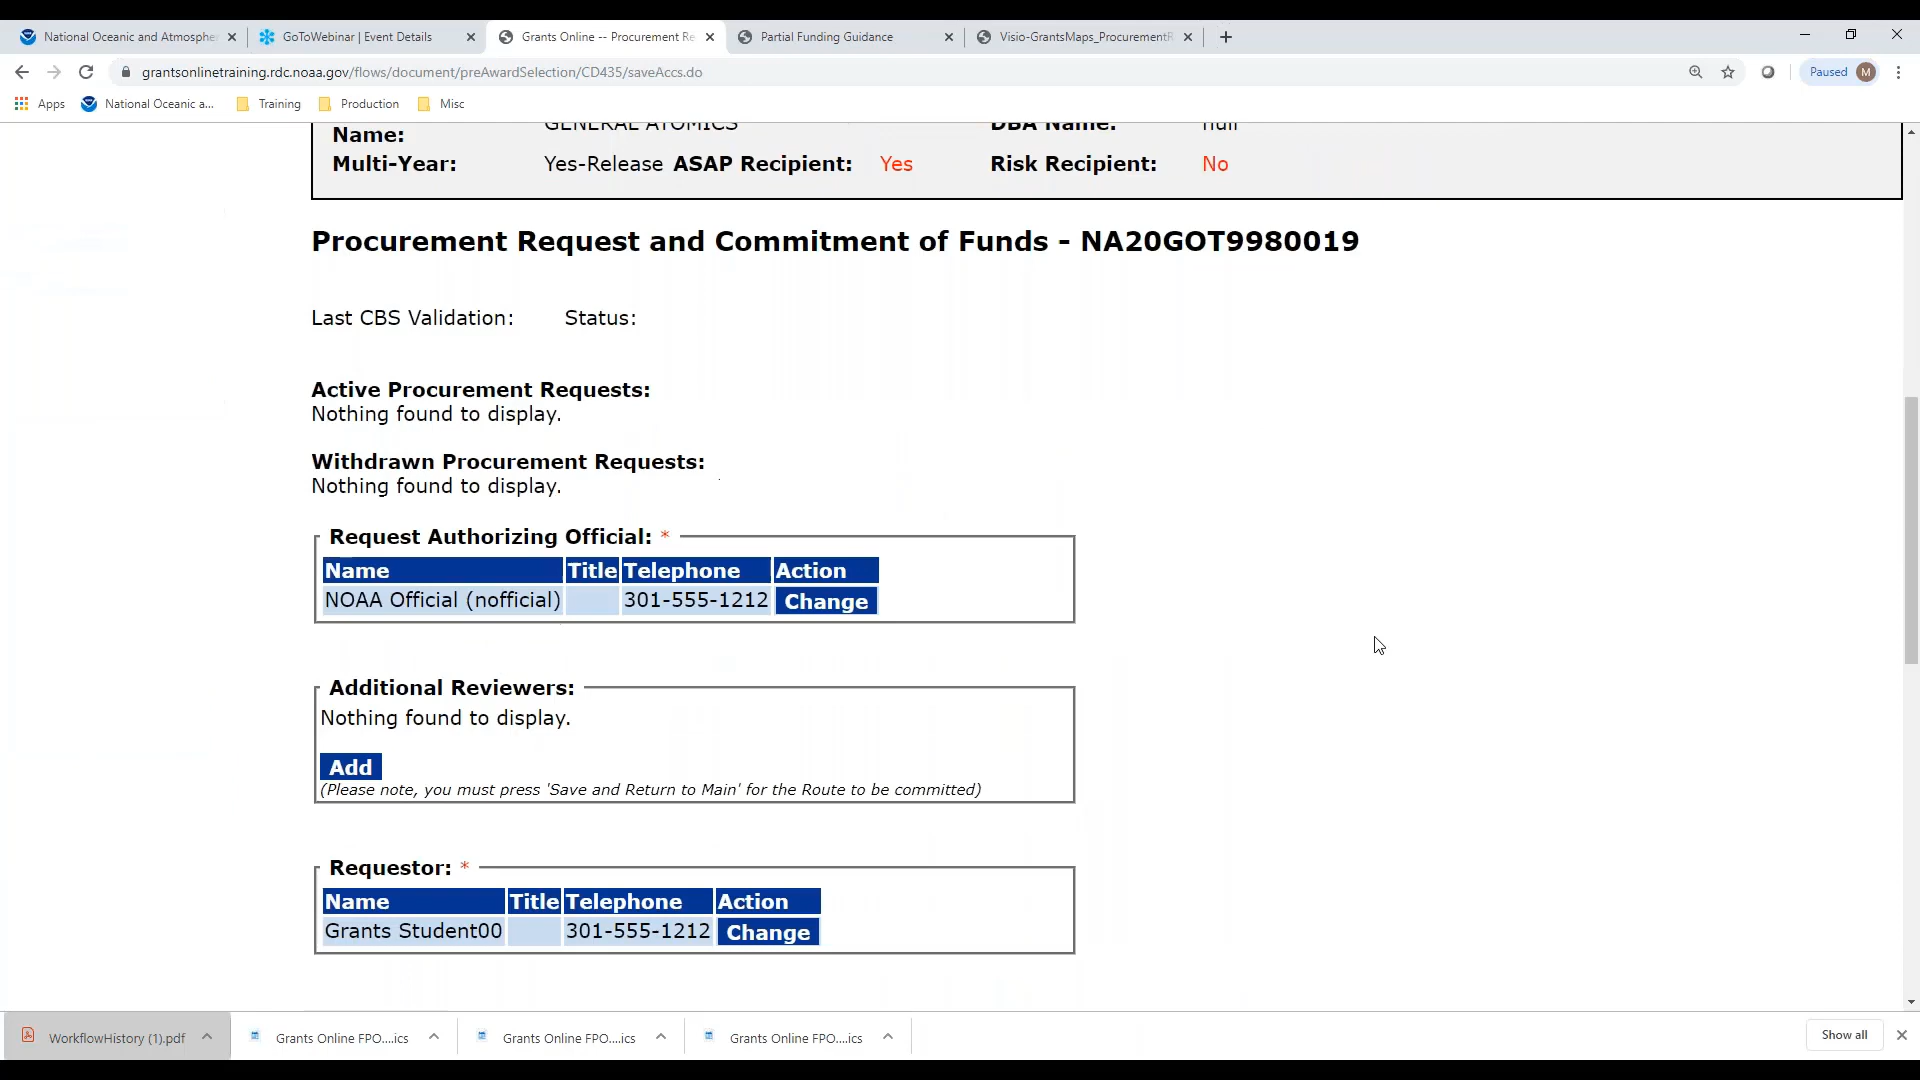 National Oceanic and Atmosphe
GoToWebinar | Event Details
Grants Online -- Procurement Re
Partial Funding Guidance
Visio-GrantsMaps_ProcurementR
grantsonlinetraining.rdc.noaa.gov/flows/document/preAwardSelection/CD435/saveAccs.do
Paused M
Apps National Oceanic a... Training Production Misc
Name: GENERAL ATOMICS DBA Name: null
Multi-Year: Yes-Release ASAP Recipient: Yes Risk Recipient: No
Procurement Request and Commitment of Funds - NA20GOT9980019
Last CBS Validation: Status:
Active Procurement Requests:
Nothing found to display.
Withdrawn Procurement Requests:
Nothing found to display.
Request Authorizing Official: *
Name Title Telephone Action
NOAA Official (nofficial) 301-555-1212 Change
Additional Reviewers:
Nothing found to display.
Add
(Please note, you must press 'Save and Return to Main' for the Route to be committed)
Requestor: *
Name Title Telephone Action
Grants Student00 301-555-1212 Change
WorkflowHistory (1).pdf Grants Online FPO....ics Grants Online FPO....ics Grants Online FPO....ics Show all